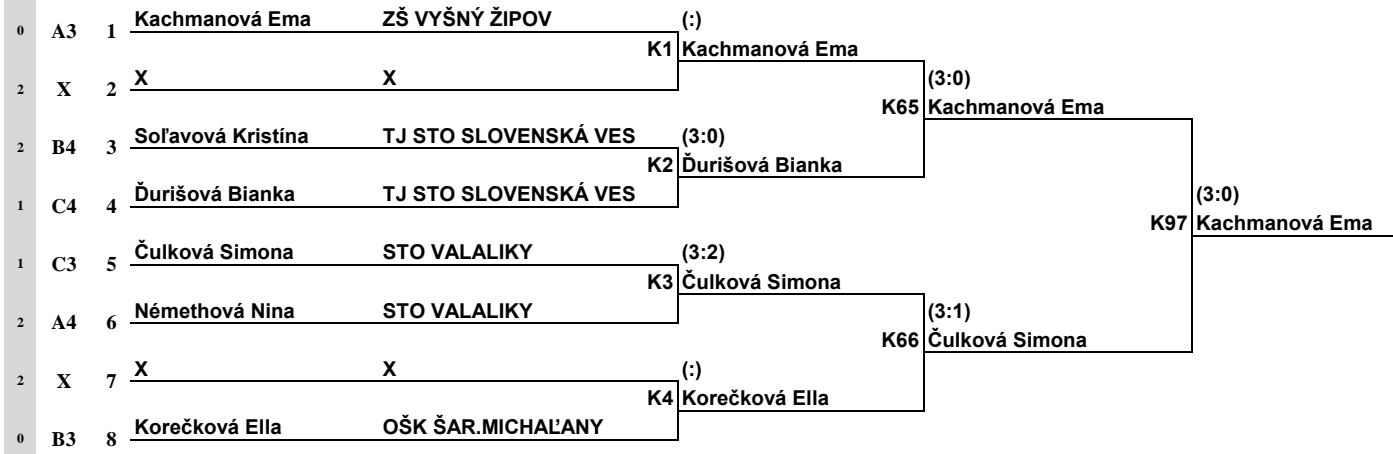 0 A3 1 Kachmanová Ema ZŠ VYŠNÝ ŽIPOV (:)
K1 Kachmanová Ema
2 X 2 X X (3:0)
K65 Kachmanová Ema
2 B4 3 Soľavová Kristína TJ STO SLOVENSKÁ VES (3:0)
K2 Ďurišová Bianka
1 C4 4 Ďurišová Bianka TJ STO SLOVENSKÁ VES (3:0)
K97 Kachmanová Ema
1 C3 5 Čulková Simona STO VALALIKY (3:2)
K3 Čulková Simona
2 A4 6 Némethová Nina STO VALALIKY (3:1)
K66 Čulková Simona
2 X 7 X X (:)
K4 Korečková Ella
0 B3 8 Korečková Ella OŠK ŠAR.MICHAĽANY